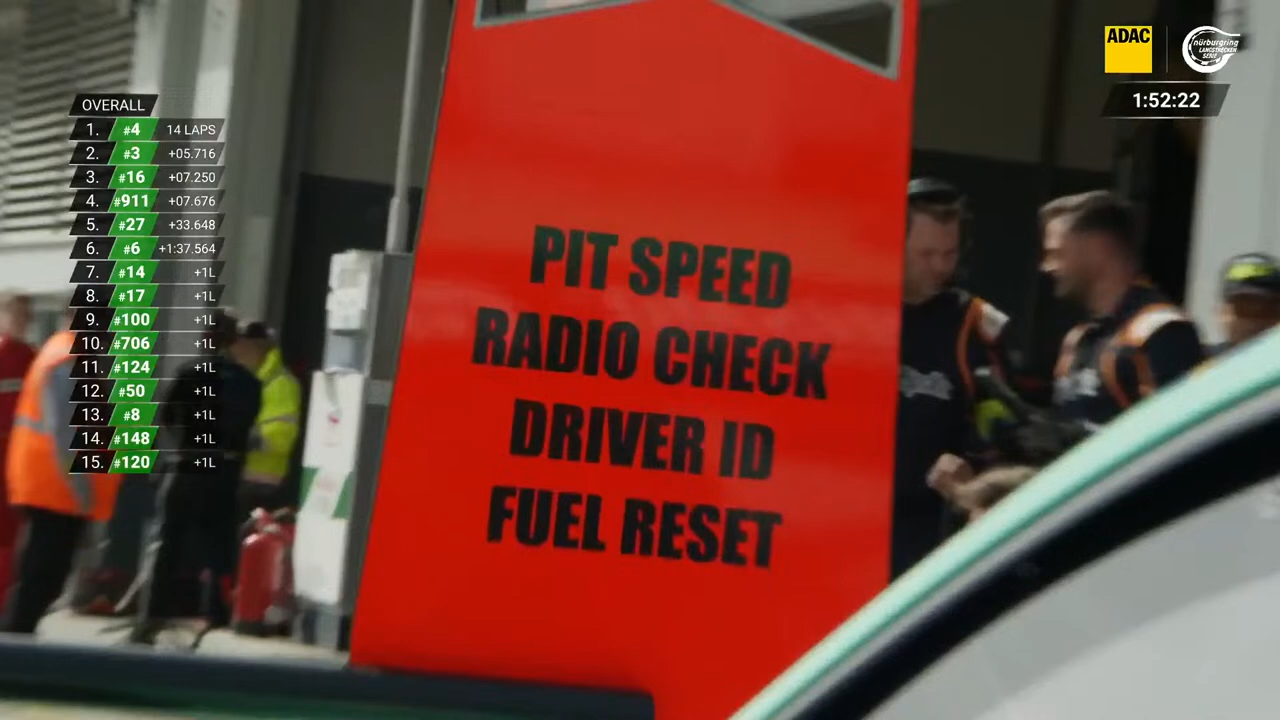 ADAC
nürburgring
LANGSTRECKEN
SERIE
1:52:22
OVERALL
1. #4 14 LAPS
2. #3 +05.716
3. #16 +07.250
4. #911 +07.676
5. #27 +33.648
6. #6 +1:37.564
7. #14 +1L
8. #17 +1L
9. #100 +1L
10. #706 +1L
11. #124 +1L
12. #50 +1L
13. #8 +1L
14. #148 +1L
15. #120 +1L
PIT SPEED
RADIO CHECK
DRIVER ID
FUEL RESET